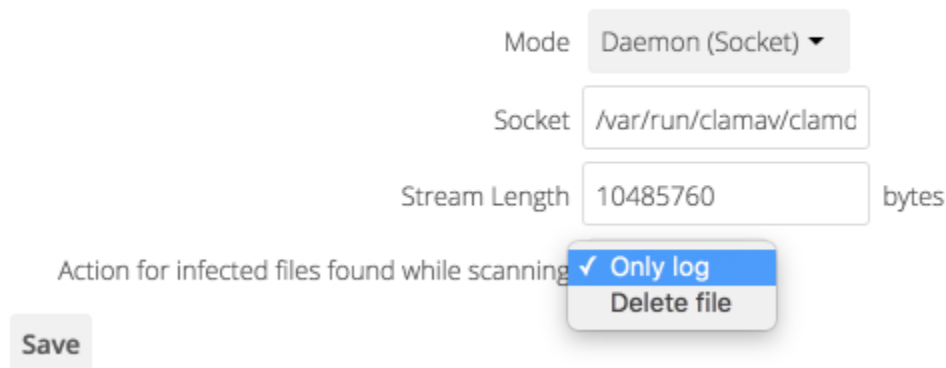 Mode Daemon (Socket)
Socket /var/run/clamav/clamd
Stream Length 10485760 bytes
Action for infected files found while scanning ✓ Only log
Delete file
Save